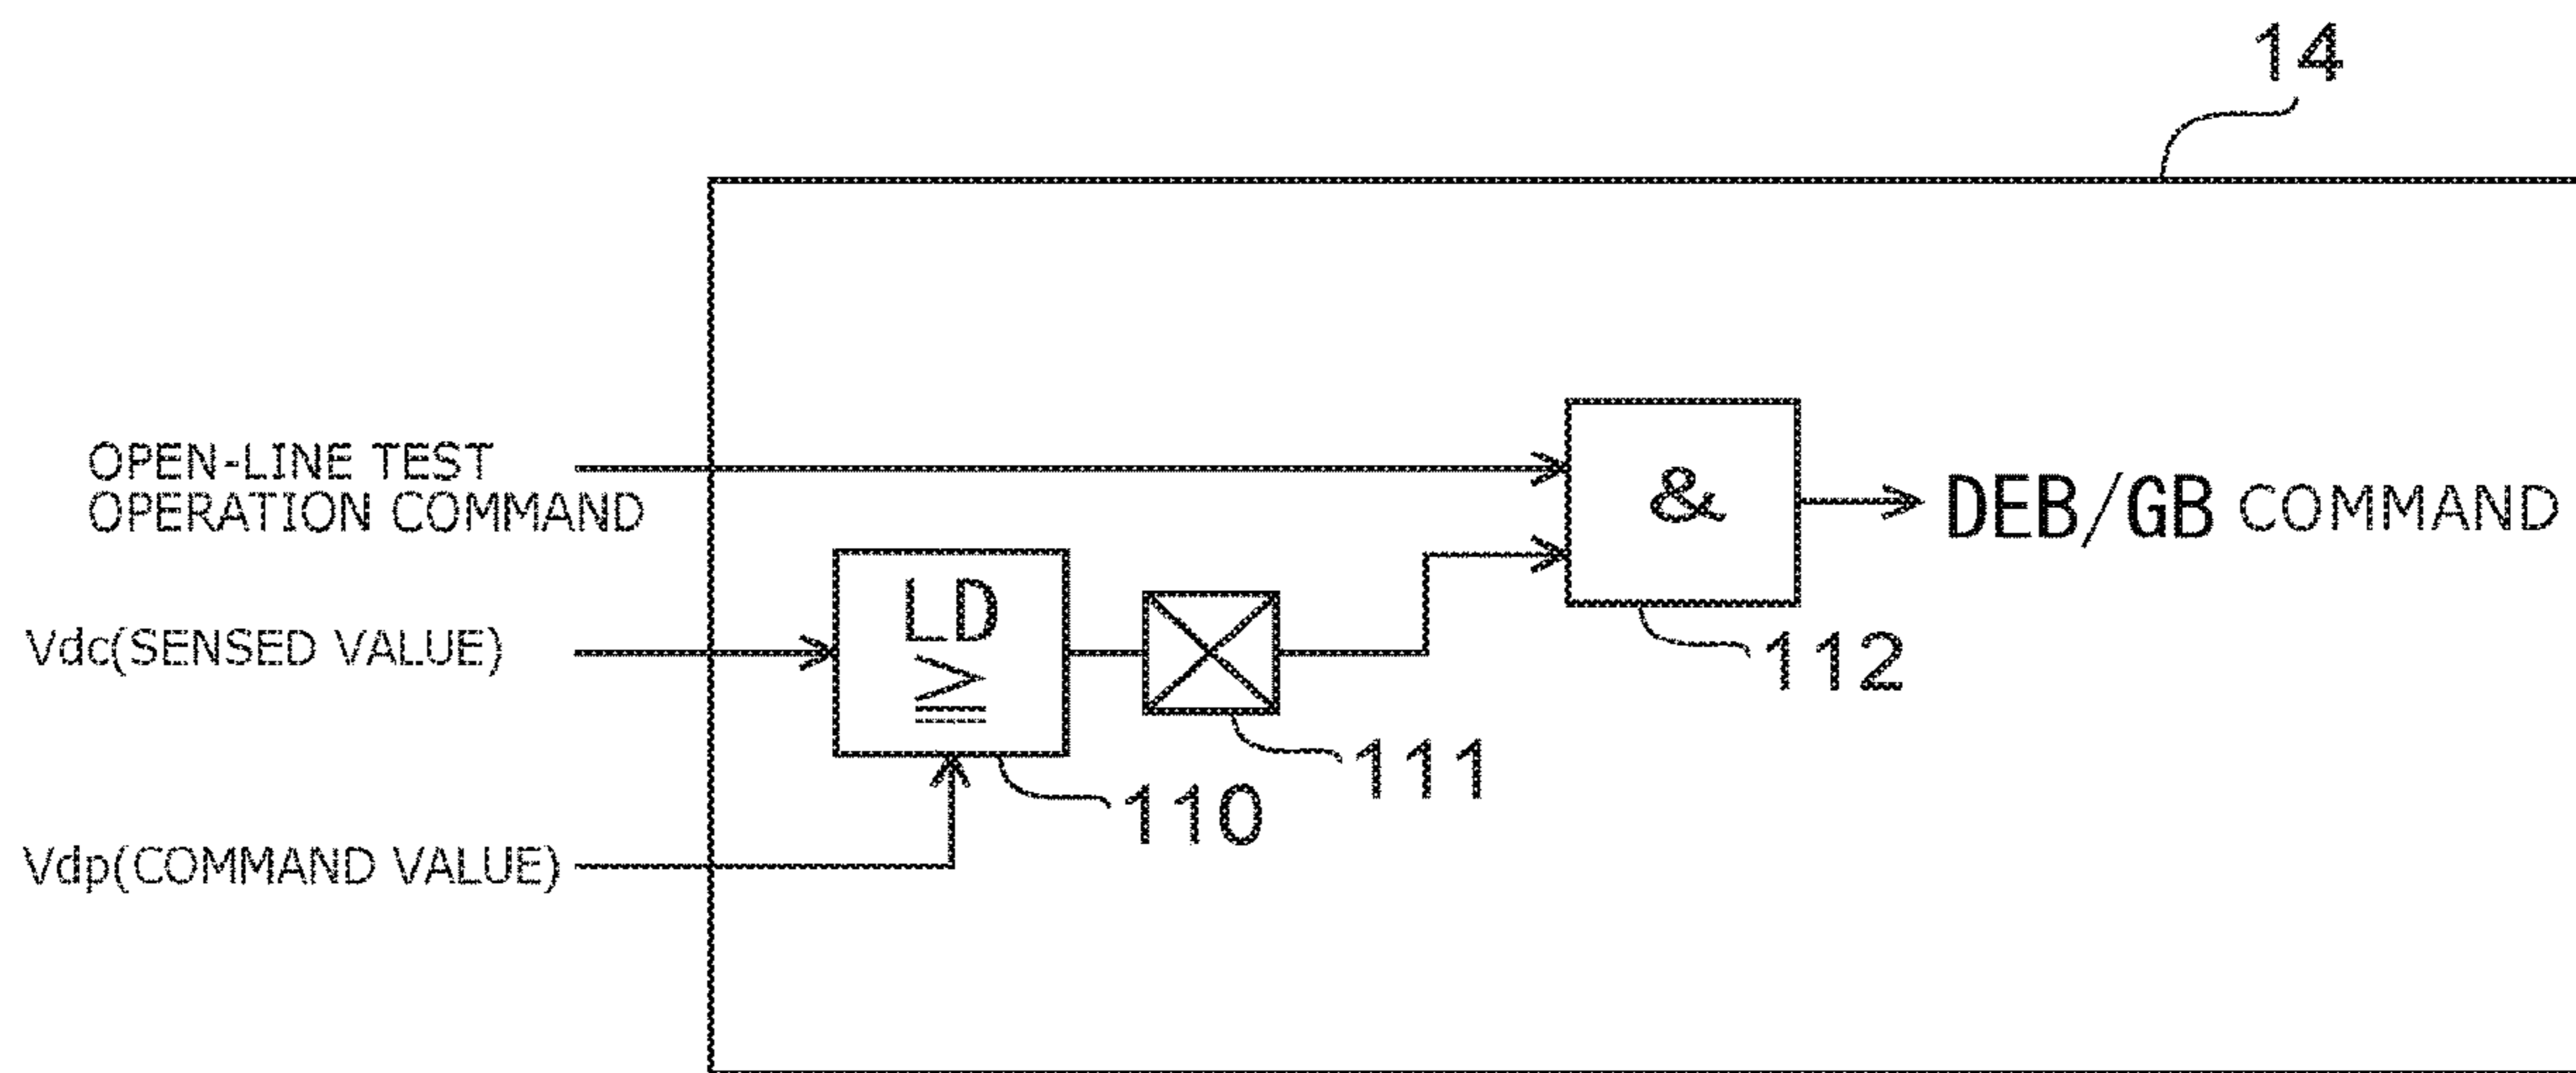 14
OPEN-LINE TEST
OPERATION COMMAND
&
DEB/GB COMMAND
LD
≧
Vdc(SENSED VALUE)
112
111
110
Vdp(COMMAND VALUE)